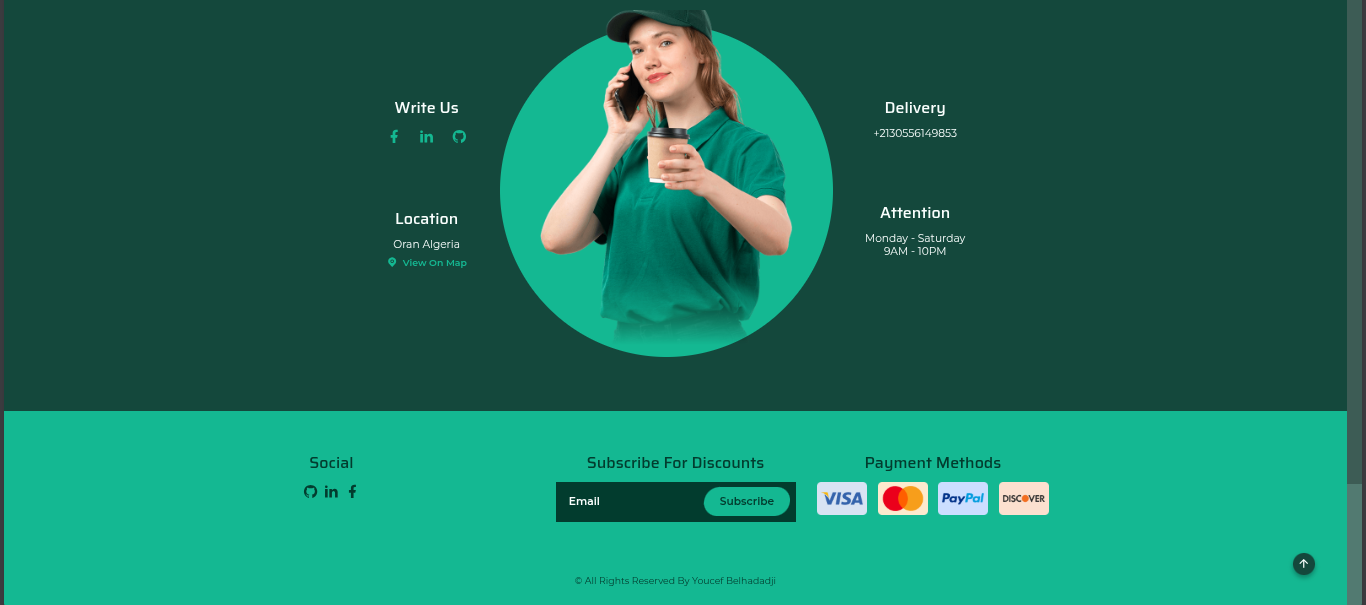 Write Us
Location
Oran Algeria
View On Map
Delivery
+2130556149853
Attention
Monday - Saturday
9AM - 10PM
Social
Subscribe For Discounts
Email
Subscribe
Payment Methods
VISA
PayPal
DISCOVER
© All Rights Reserved By Youcef Belhadadji